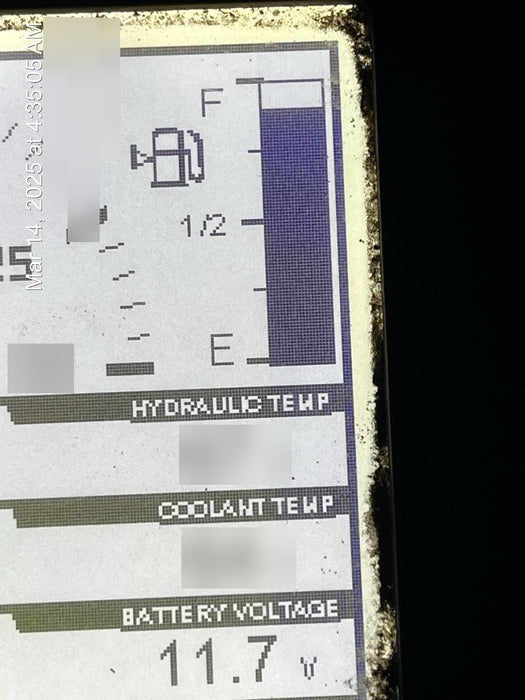 Mar 14, 2025 at 4:35:05 AM
F
1/2
E
HYDRAULIC TEMP
COOLANT TEMP
BATTERY VOLTAGE
11.7 V